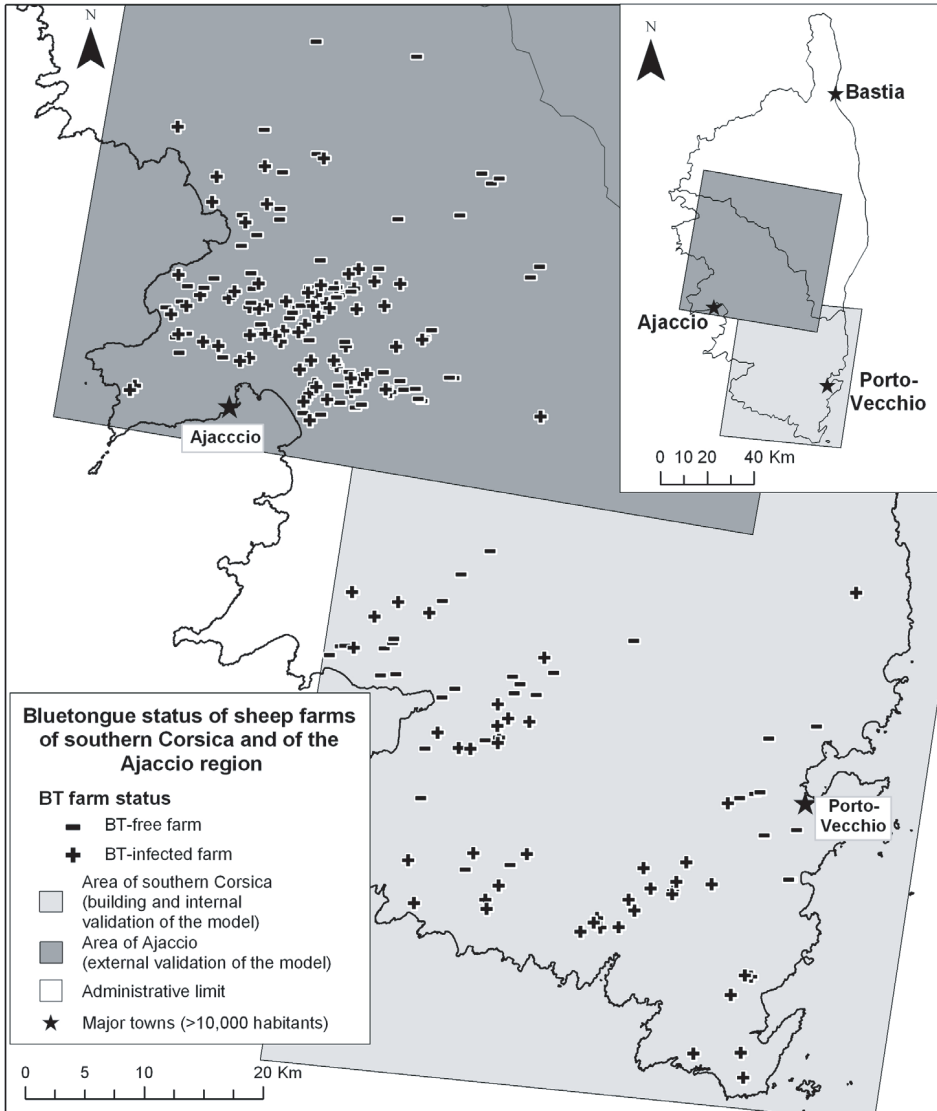 N
N
Bastia
Ajaccio
Porto-
Vecchio
0 10 20 40 Km
Ajacccio
Bluetongue status of sheep farms
of southern Corsica and of the
Ajaccio region
BT farm status
BT-free farm
BT-infected farm
Area of southern Corsica
(building and internal
validation of the model)
Area of Ajaccio
(external validation of the model)
Administrative limit
Major towns (>10,000 habitants)
Porto-
Vecchio
0 5 10 20 Km